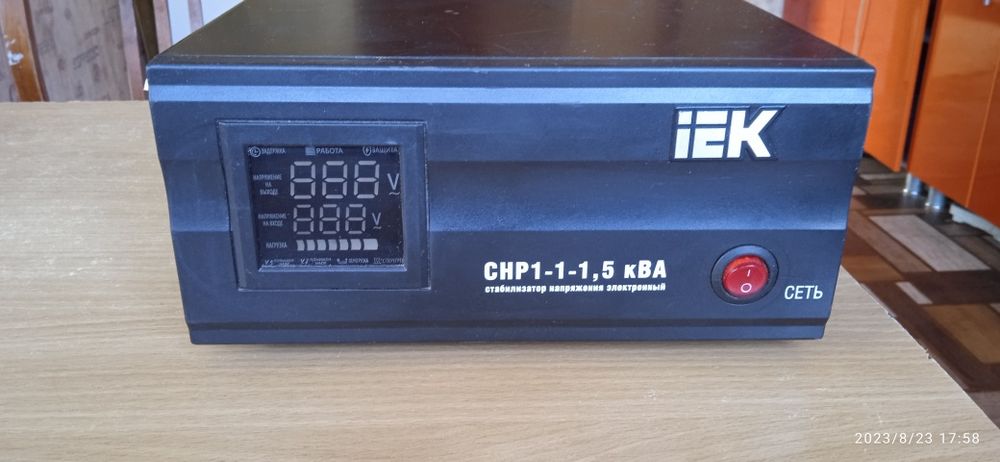 iEK
ЗАДЕРЖКА РАБОТА ЗАЩИТА
НАПРЯЖЕНИЕ
НА
ВЫХОДЕ
888 V
~
НАПРЯЖЕНИЕ
НА ВХОДЕ
888 V
~
НАГРУЗКА
СНР1-1-1,5 кВА
стабилизатор напряжения электронный
I
O
СЕТЬ
2023/8/23 17:58